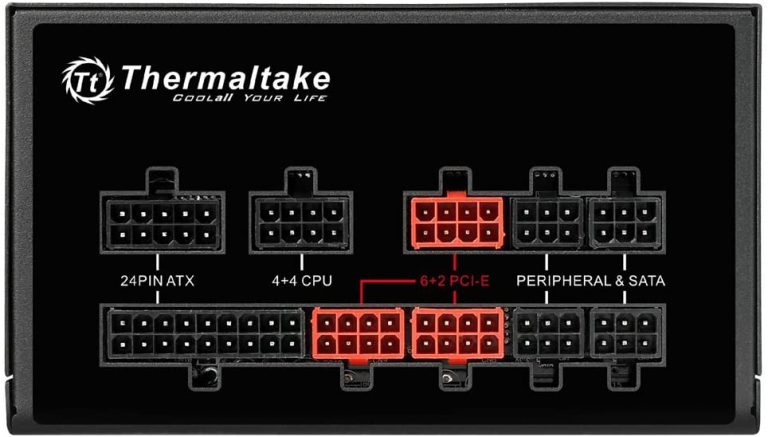 Tt Thermaltake
COOLall YOUR LIFE
24PIN ATX
4+4 CPU
6+2 PCI-E
PERIPHERAL & SATA